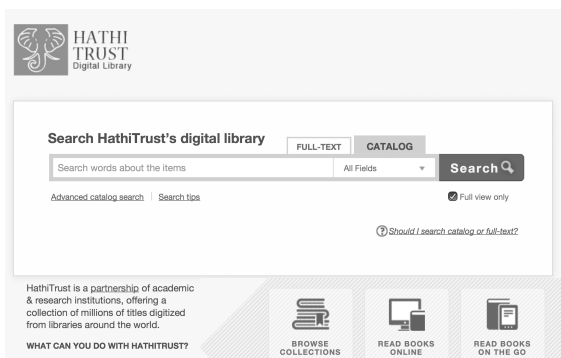 HATHI
TRUST
Digital Library
Search HathiTrust's digital library
FULL-TEXT
CATALOG
Search words about the items
All Fields
Search
Advanced catalog search
Search tips
Full view only
? Should I search catalog or full-text?
HathiTrust is a partnership of academic
& research institutions, offering a
collection of millions of titles digitized
from libraries around the world.
WHAT CAN YOU DO WITH HATHITRUST?
BROWSE
COLLECTIONS
READ BOOKS
ONLINE
READ BOOKS
ON THE GO